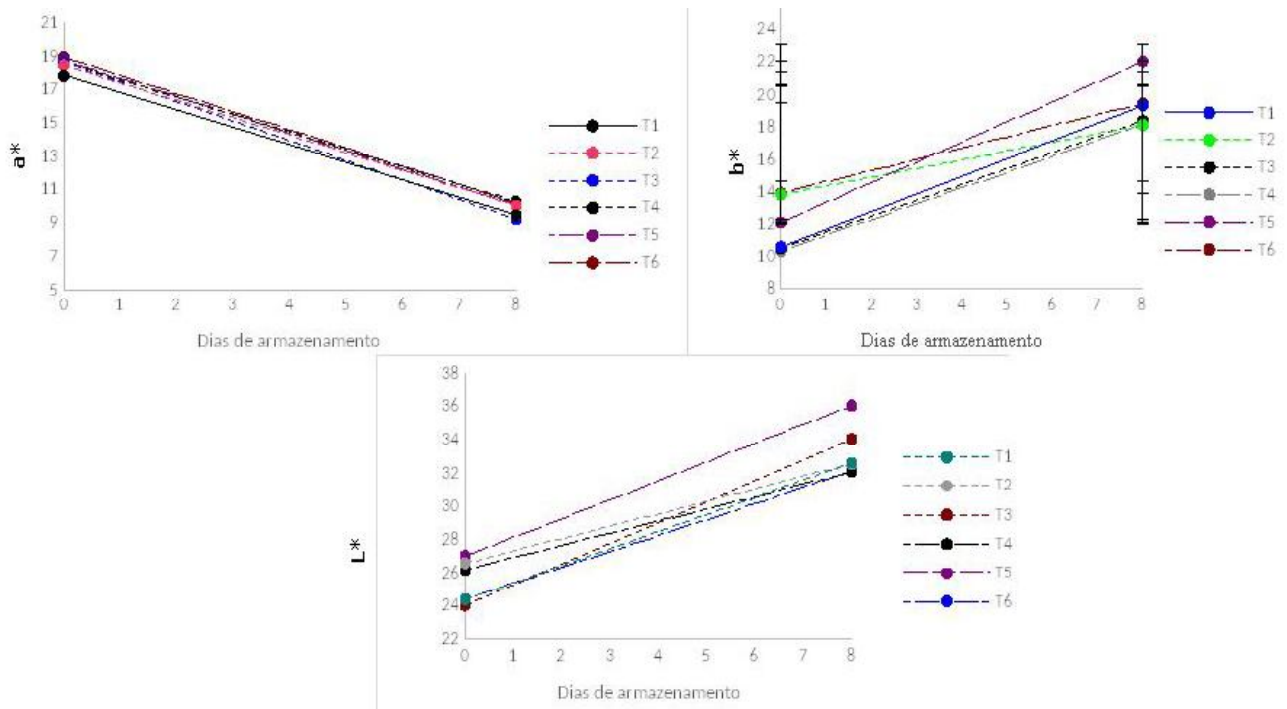 a*
21
19
17
15
13
11
9
7
5
0 1 2 3 4 5 6 7 8
Dias de armazenamento
T1
T2
T3
T4
T5
T6
b*
24
22
20
18
16
14
12
10
8
0 1 2 3 4 5 6 7 8
Dias de armazenamento
T1
T2
T3
T4
T5
T6
L*
38
36
34
32
30
28
26
24
22
0 1 2 3 4 5 6 7 8
Dias de armazenamento
T1
T2
T3
T4
T5
T6